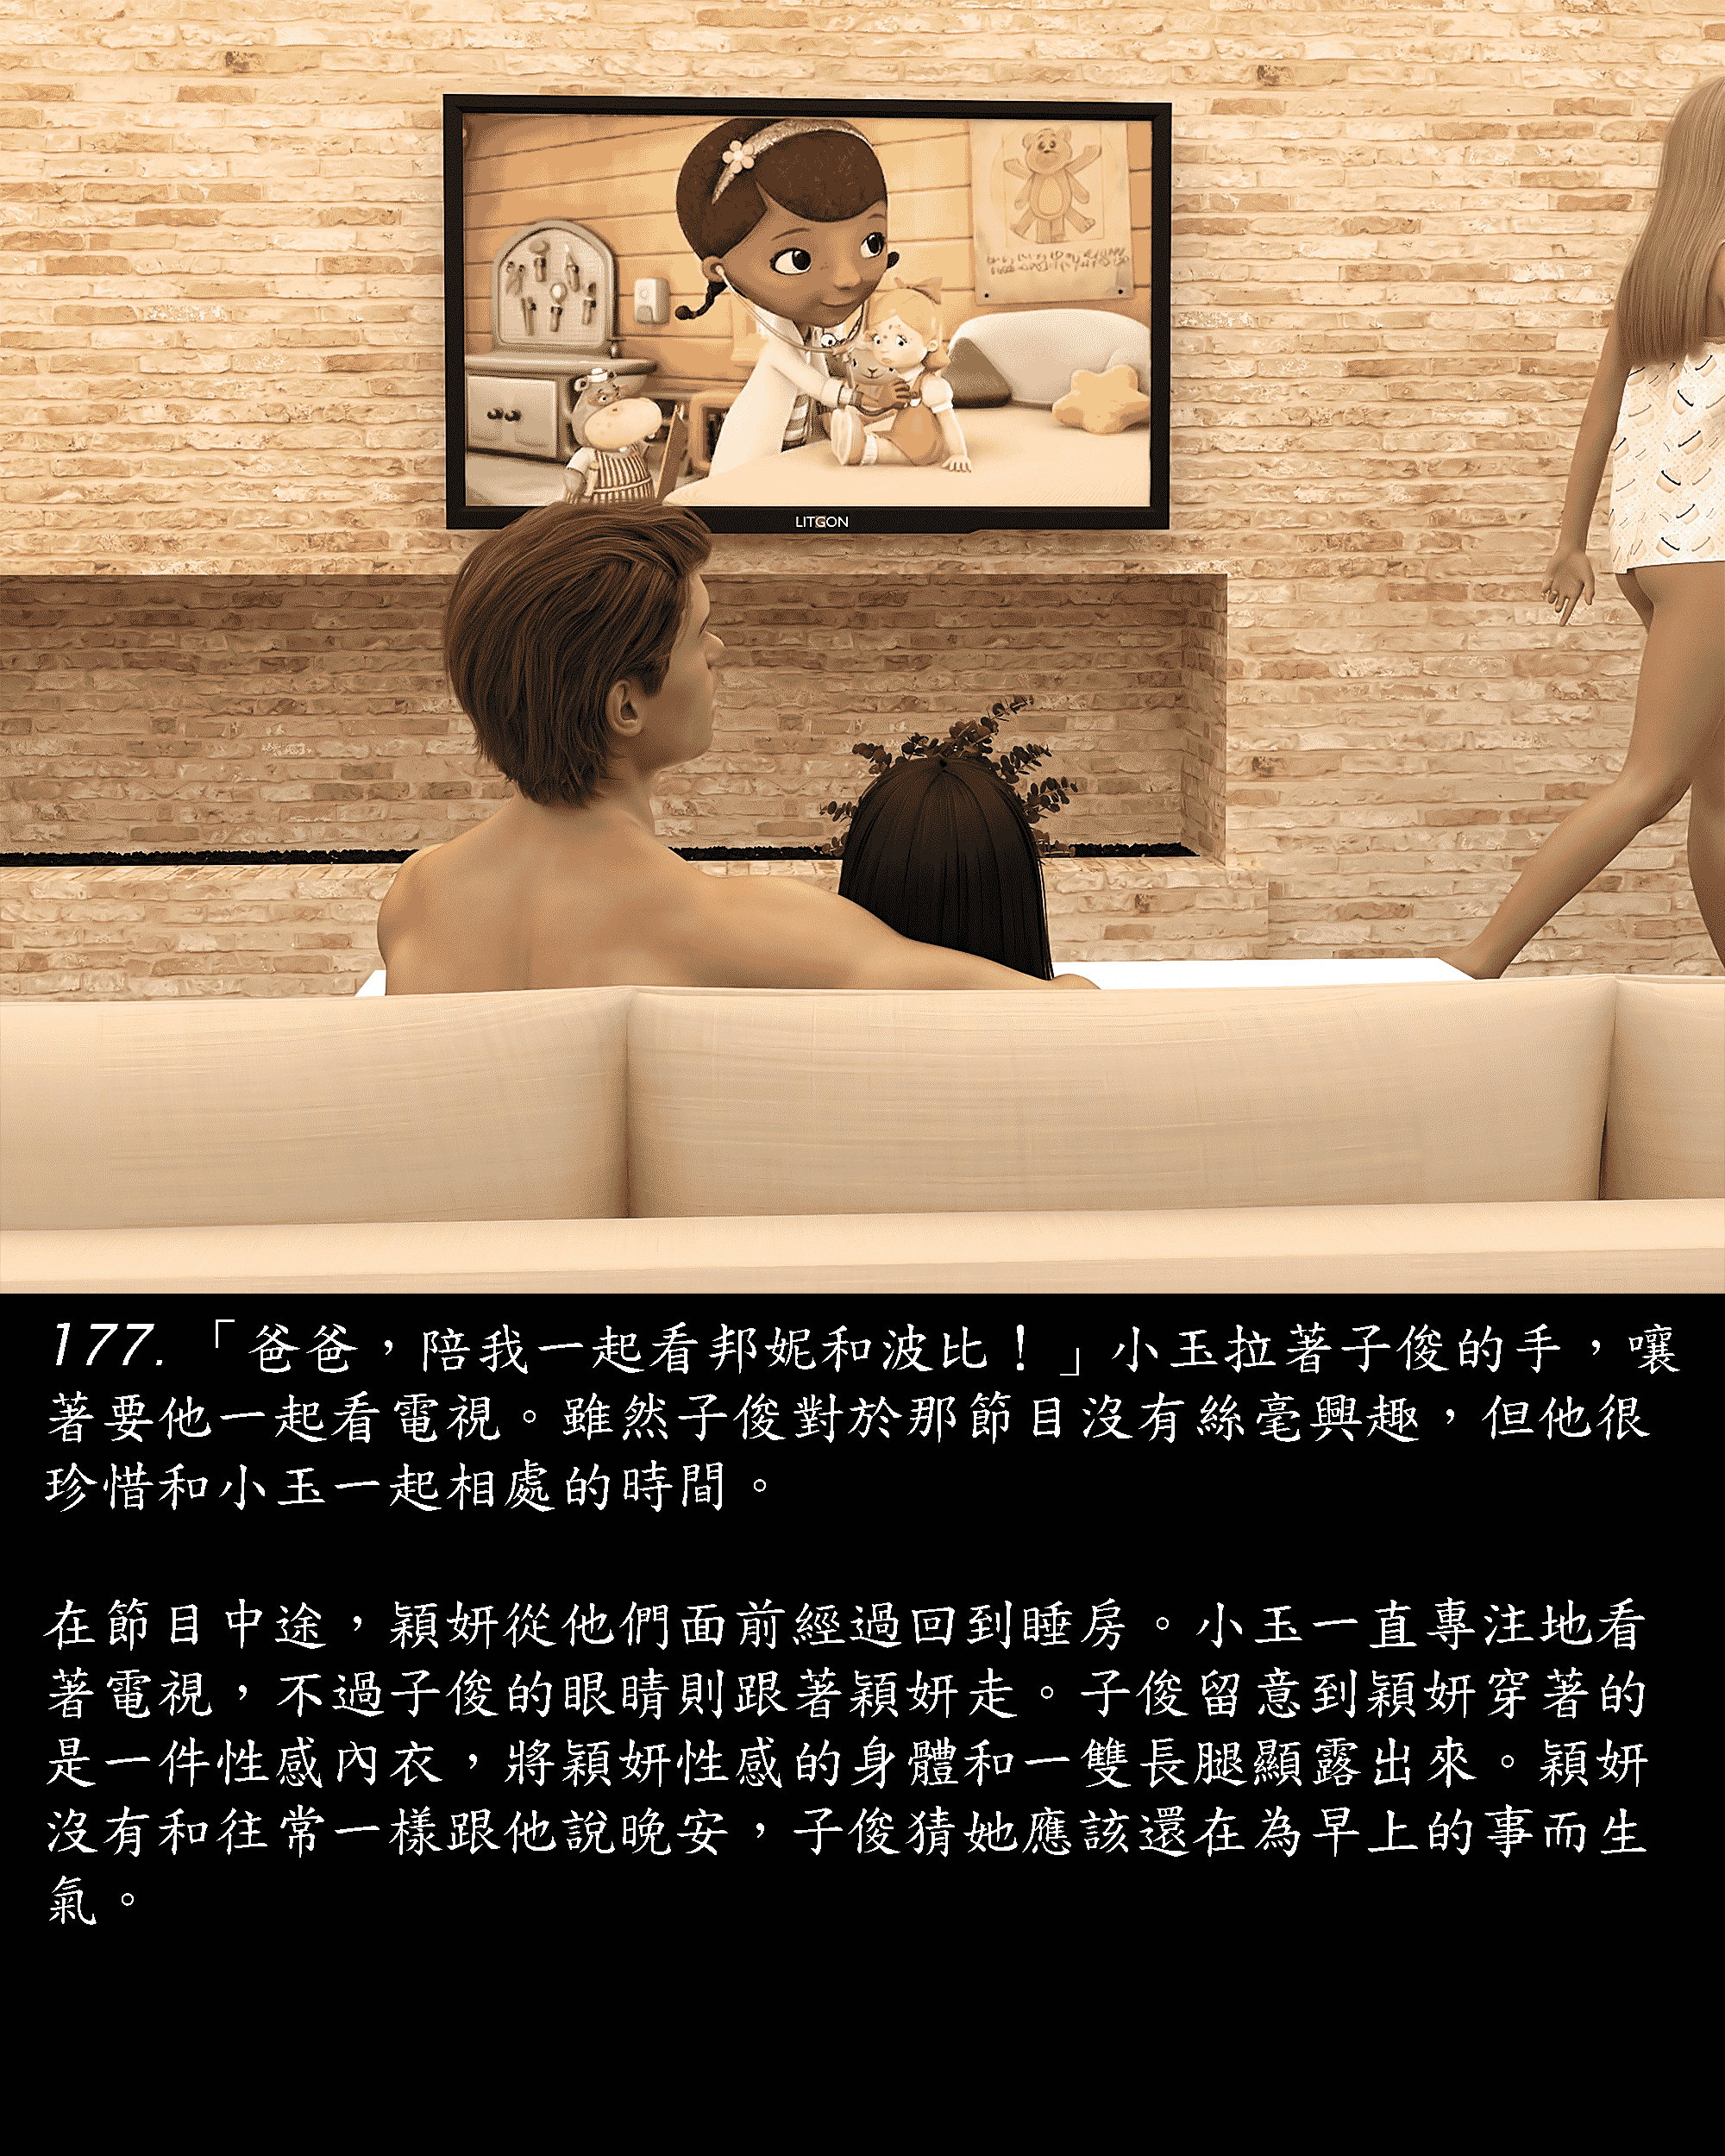 LITGON
177. 「爸爸，陪我一起看邦妮和波比！」小玉拉著子俊的手，嚷
著要他一起看電視。雖然子俊對於那節目沒有絲毫興趣，但他很
珍惜和小玉一起相處的時間。
在節目中途，穎妍從他們面前經過回到睡房。小玉一直專注地看
著電視，不過子俊的眼睛則跟著穎妍走。子俊留意到穎妍穿著的
是一件性感內衣，將穎妍性感的身體和一雙長腿顯露出來。穎妍
沒有和往常一樣跟他說晚安，子俊猜她應該還在為早上的事而生
氣。